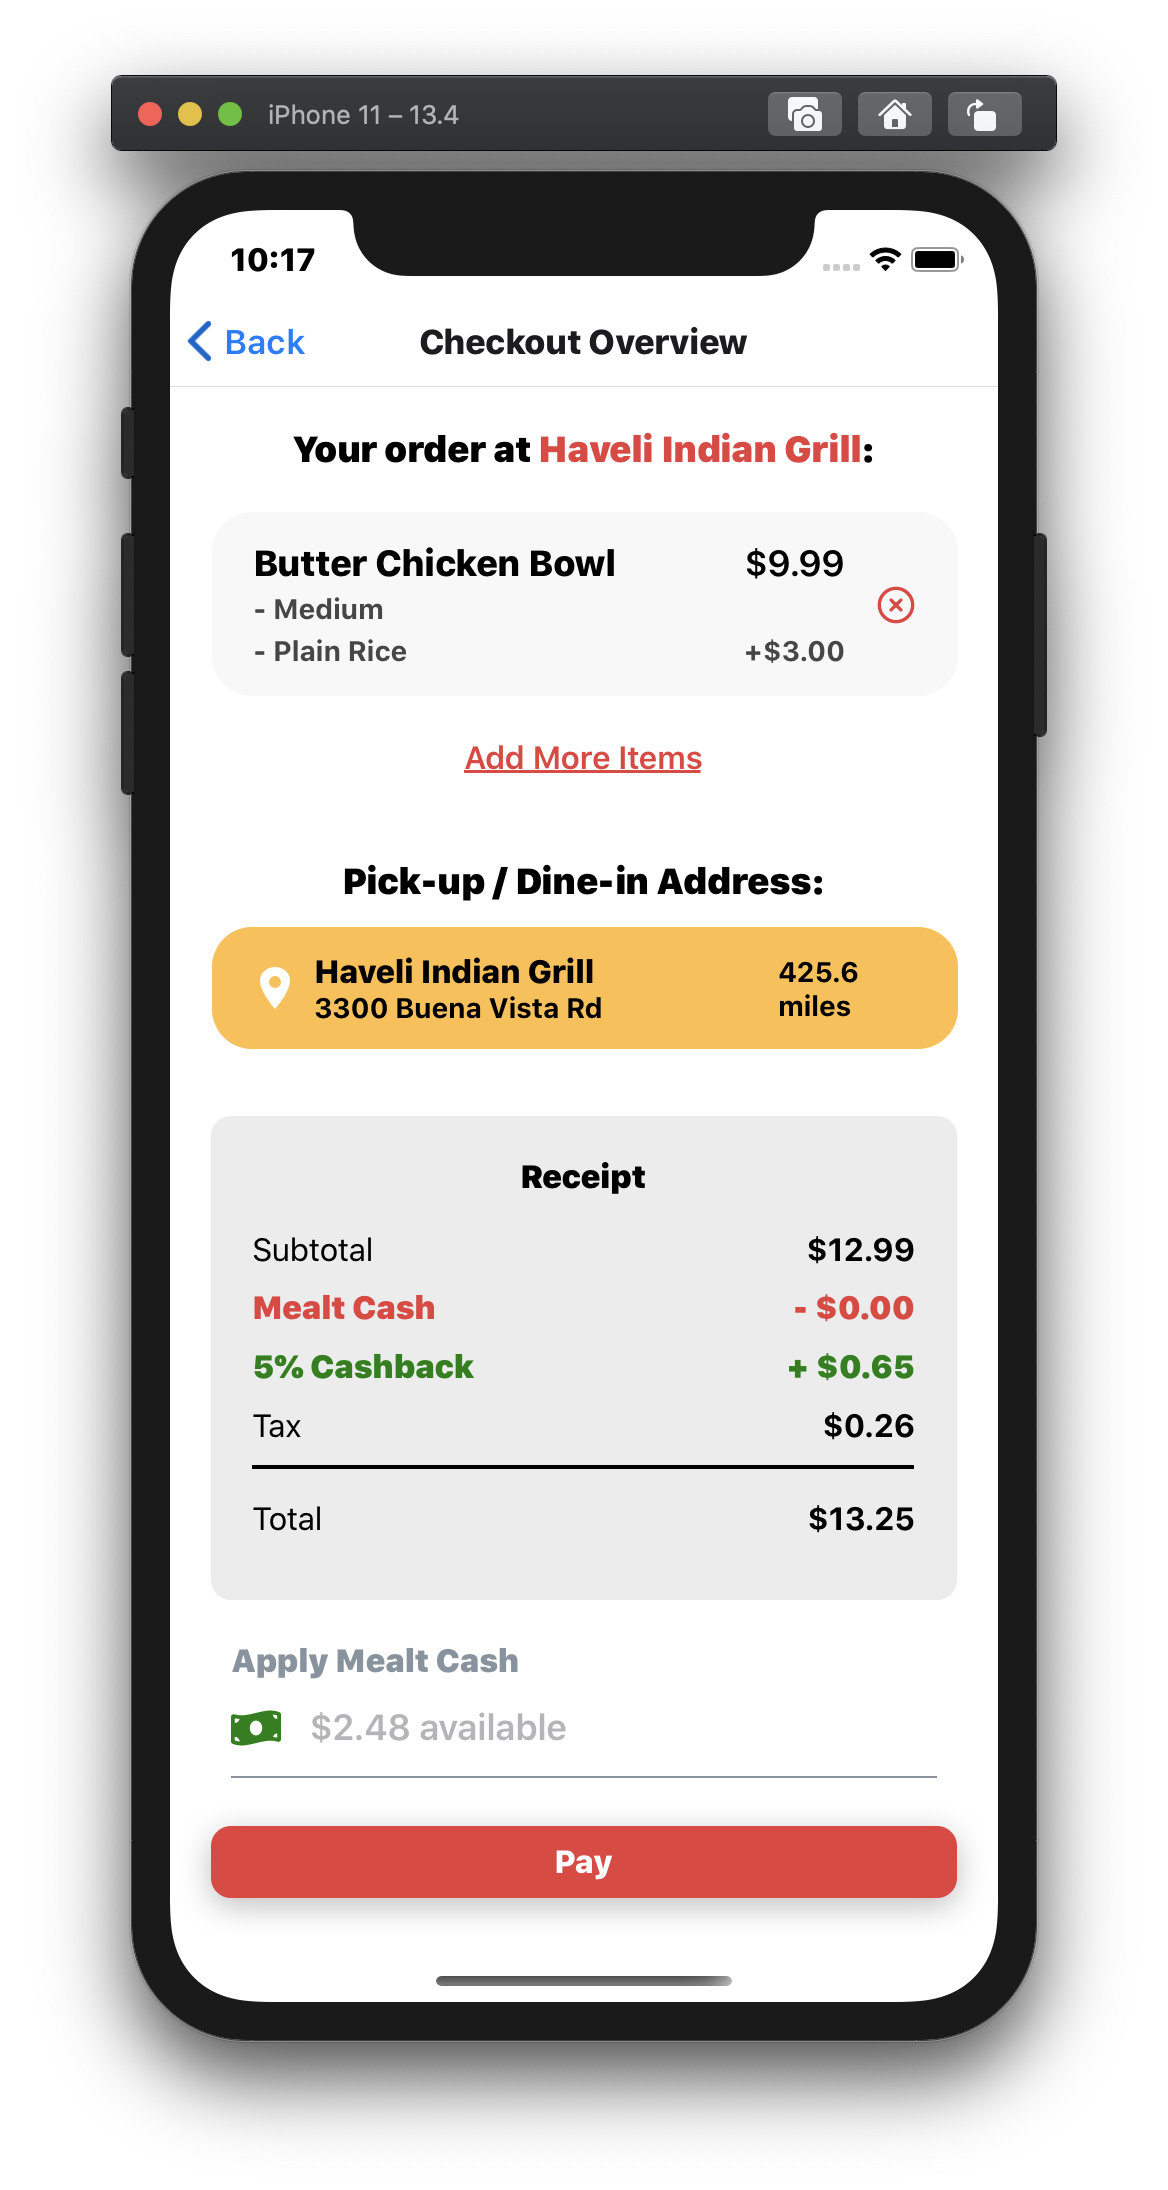 iPhone 11 – 13.4
10:17
Back
Checkout Overview
Your order at Haveli Indian Grill:
Butter Chicken Bowl $9.99
- Medium
- Plain Rice +$3.00
Add More Items
Pick-up / Dine-in Address:
Haveli Indian Grill
3300 Buena Vista Rd
425.6
miles
Receipt
Subtotal $12.99
Mealt Cash - $0.00
5% Cashback + $0.65
Tax $0.26
Total $13.25
Apply Mealt Cash
$2.48 available
Pay